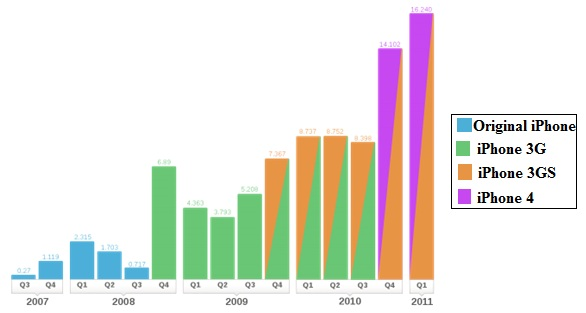 16.240
14.102
8.737 8.752
8.398
7.367
6.89
5.208
4.363
3.793
2.315
1.703
1.119
0.717
0.27
Original iPhone
iPhone 3G
iPhone 3GS
iPhone 4
Q3 Q4 Q1 Q2 Q3 Q4 Q1 Q2 Q3 Q4 Q1 Q2 Q3 Q4 Q1
2007 2008 2009 2010 2011